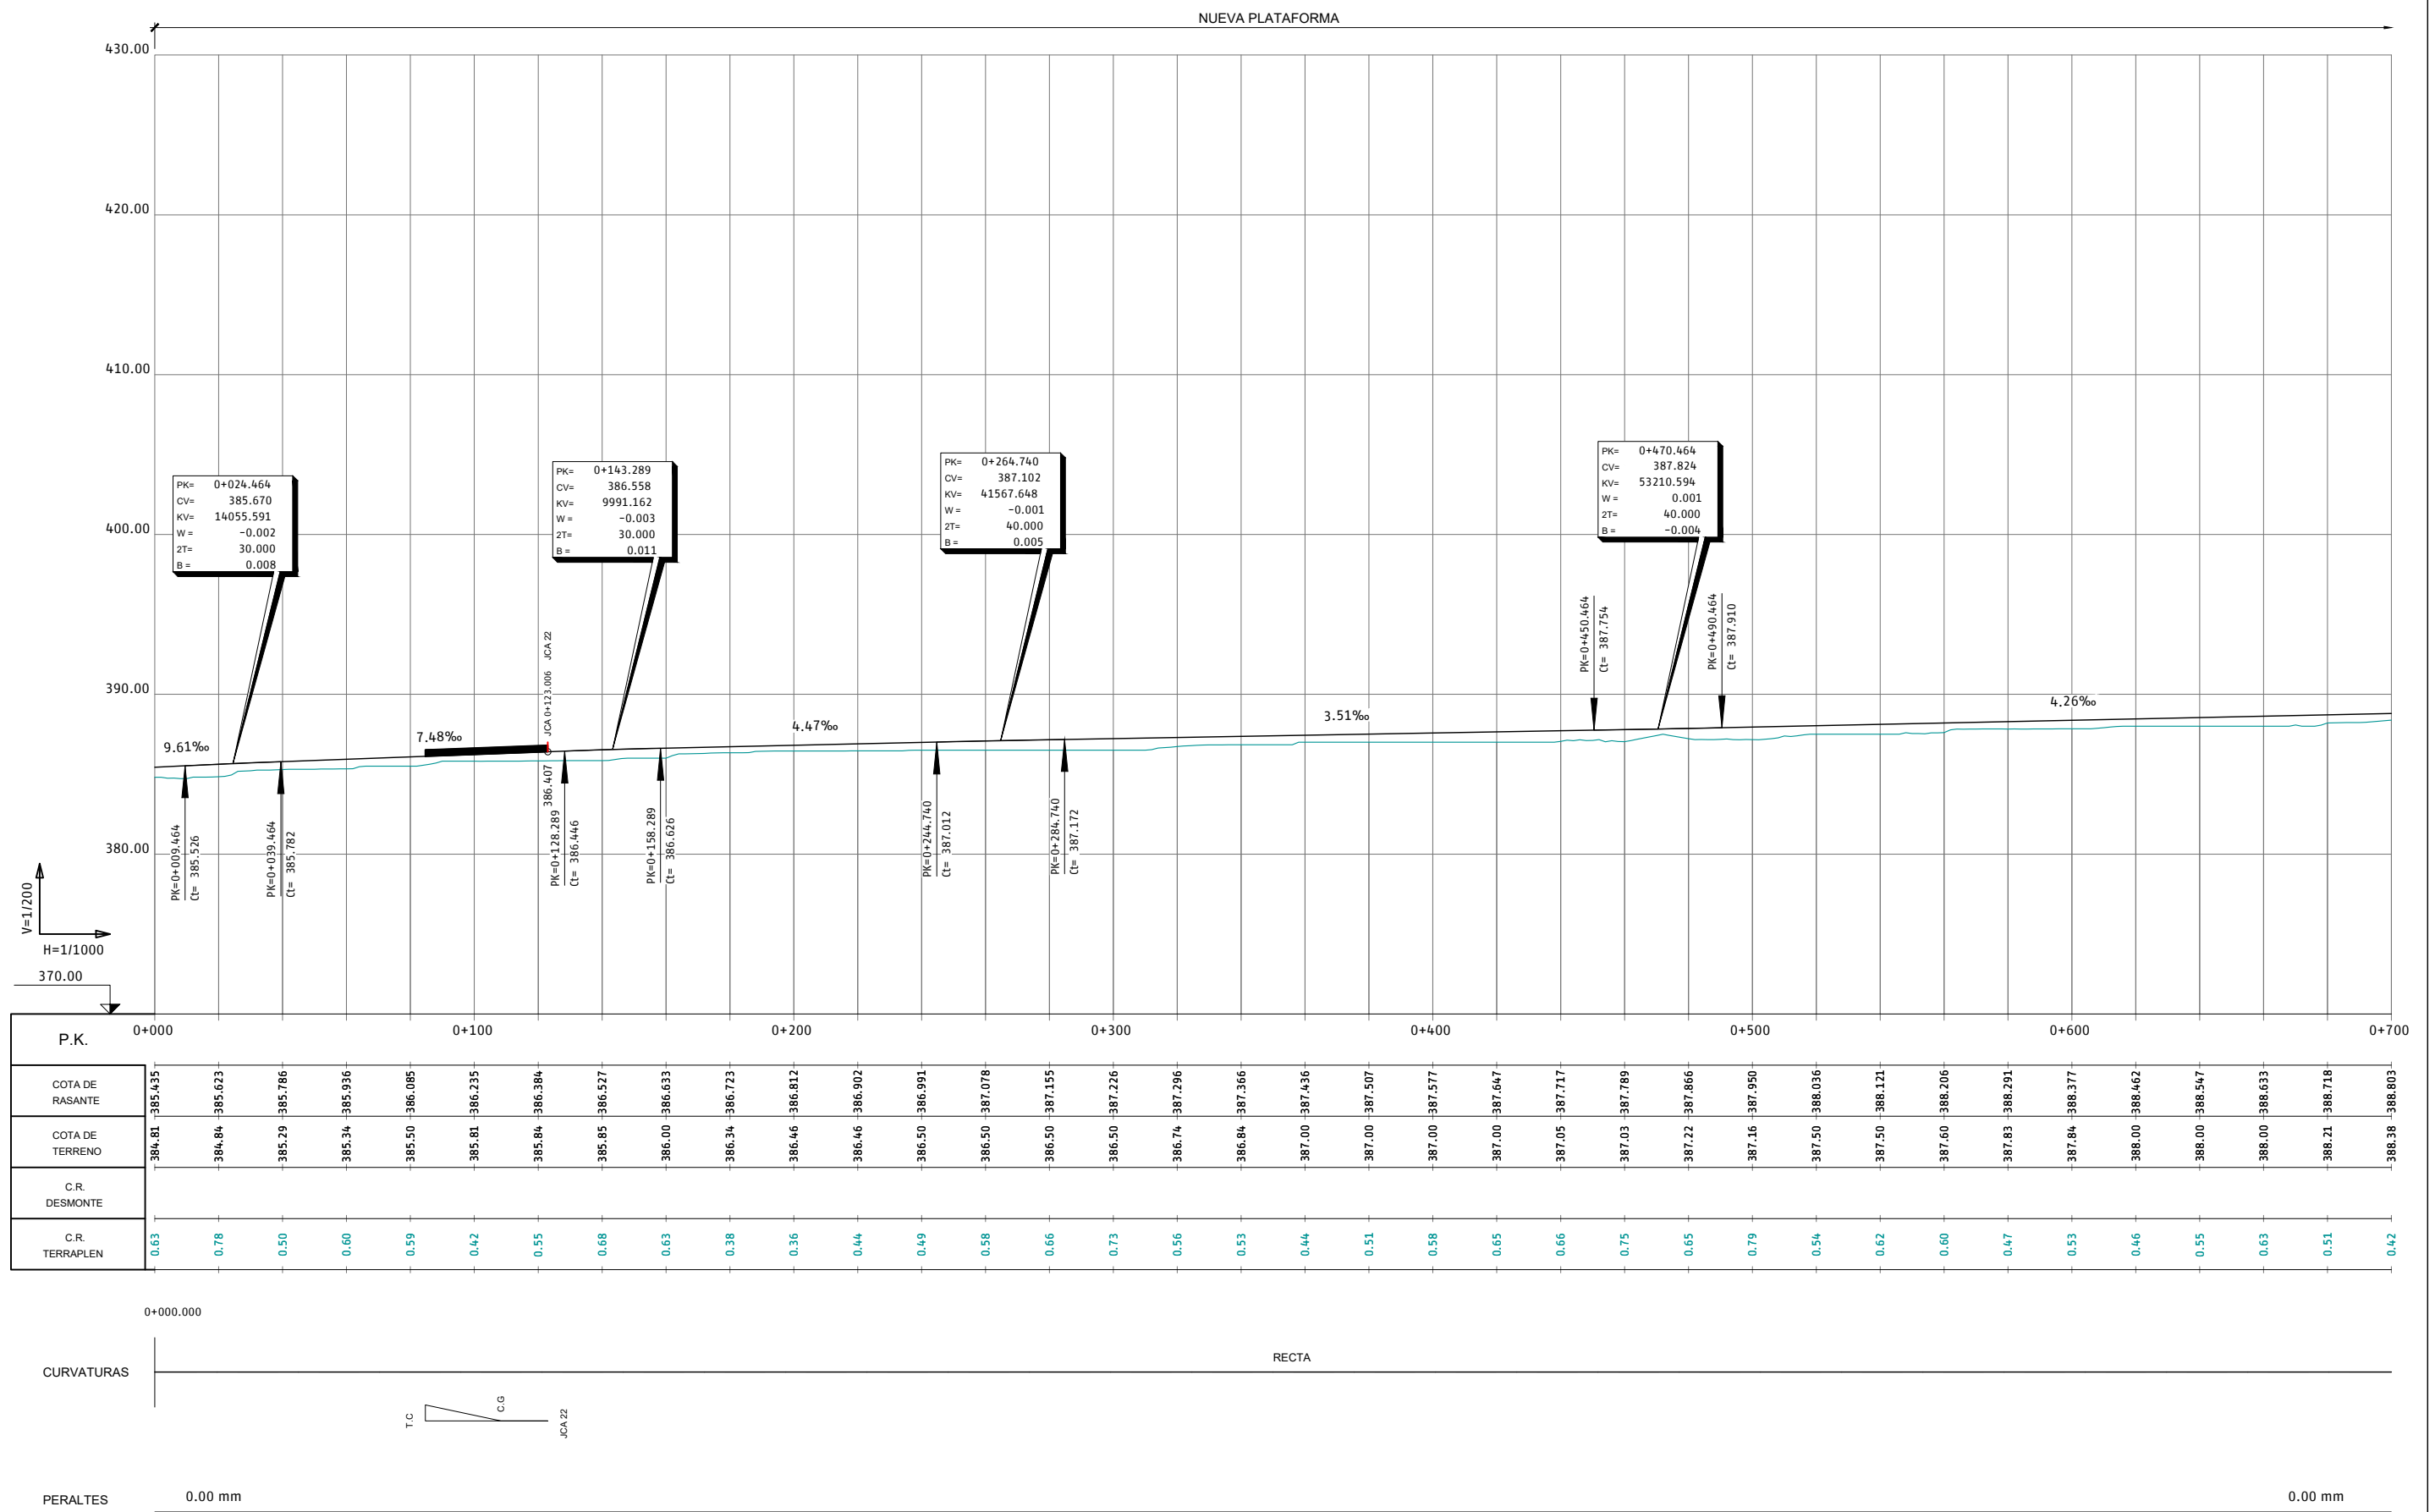 NUEVA PLATAFORMA
430.00
420.00
410.00
400.00
390.00
380.00
PK= 0+024.464
CV= 385.670
KV= 14055.591
W = -0.002
2T= 30.000
B = 0.008
PK= 0+143.289
CV= 386.558
KV= 9991.162
W = -0.003
2T= 30.000
B = 0.011
PK= 0+264.740
CV= 387.102
KV= 41567.648
W = -0.001
2T= 40.000
B = 0.005
PK= 0+470.464
CV= 387.824
KV= 53210.594
W = 0.001
2T= 40.000
B = -0.004
9.61‰
7.48‰
4.47‰
3.51‰
4.26‰
JCA 0+123.006 JCA 22
386.407
PK=0+009.464
Ct= 385.526
PK=0+039.464
Ct= 385.782
PK=0+128.289
Ct= 386.446
PK=0+158.289
Ct= 386.626
PK=0+244.740
Ct= 387.012
PK=0+284.740
Ct= 387.172
PK=0+450.464
Ct= 387.754
PK=0+490.464
Ct= 387.910
V=1/200
H=1/1000
370.00
P.K. 0+000 0+100 0+200 0+300 0+400 0+500 0+600 0+700
COTA DE
RASANTE
385.435 385.623 385.786 385.936 386.085 386.235 386.384 386.527 386.633 386.723 386.812 386.902 386.991 387.078 387.155 387.226 387.296 387.366 387.436 387.507 387.577 387.647 387.717 387.789 387.866 387.950 388.036 388.121 388.206 388.291 388.377 388.462 388.547 388.633 388.718 388.803
COTA DE
TERRENO
384.81 384.84 385.29 385.34 385.50 385.81 385.84 385.85 386.00 386.34 386.46 386.46 386.50 386.50 386.50 386.50 386.74 386.84 387.00 387.00 387.00 387.00 387.05 387.03 387.22 387.16 387.50 387.50 387.60 387.83 387.84 388.00 388.00 388.00 388.21 388.38
C.R.
DESMONTE
C.R.
TERRAPLEN
0.63 0.78 0.50 0.60 0.59 0.42 0.55 0.68 0.63 0.38 0.36 0.44 0.49 0.58 0.66 0.73 0.56 0.53 0.44 0.51 0.58 0.65 0.66 0.75 0.65 0.79 0.54 0.62 0.60 0.47 0.53 0.46 0.55 0.63 0.51 0.42
0+000.000
CURVATURAS
RECTA
T.C
C.G
JCA 22
PERALTES
0.00 mm
0.00 mm